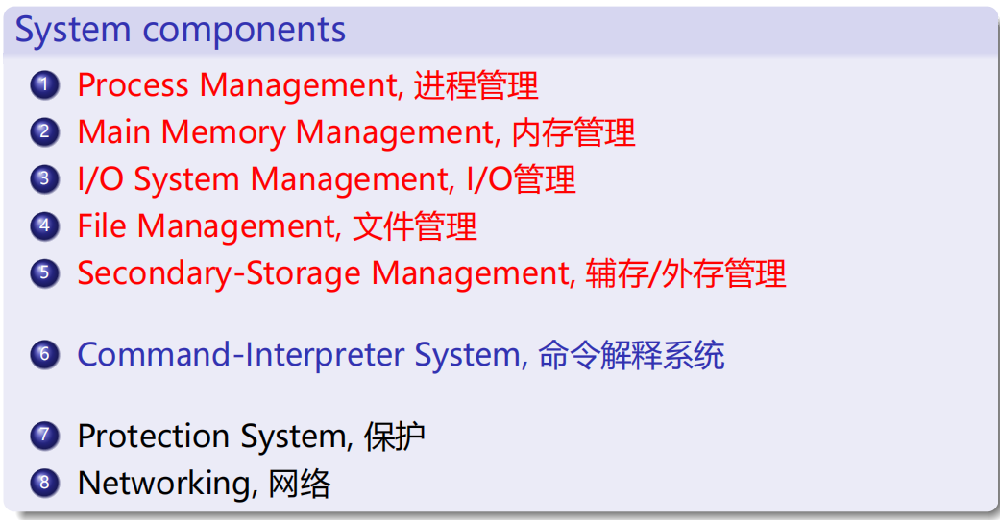 System components
1 Process Management, 进程管理
2 Main Memory Management, 内存管理
3 I/O System Management, I/O管理
4 File Management, 文件管理
5 Secondary-Storage Management, 辅存/外存管理
6 Command-Interpreter System, 命令解释系统
7 Protection System, 保护
8 Networking, 网络